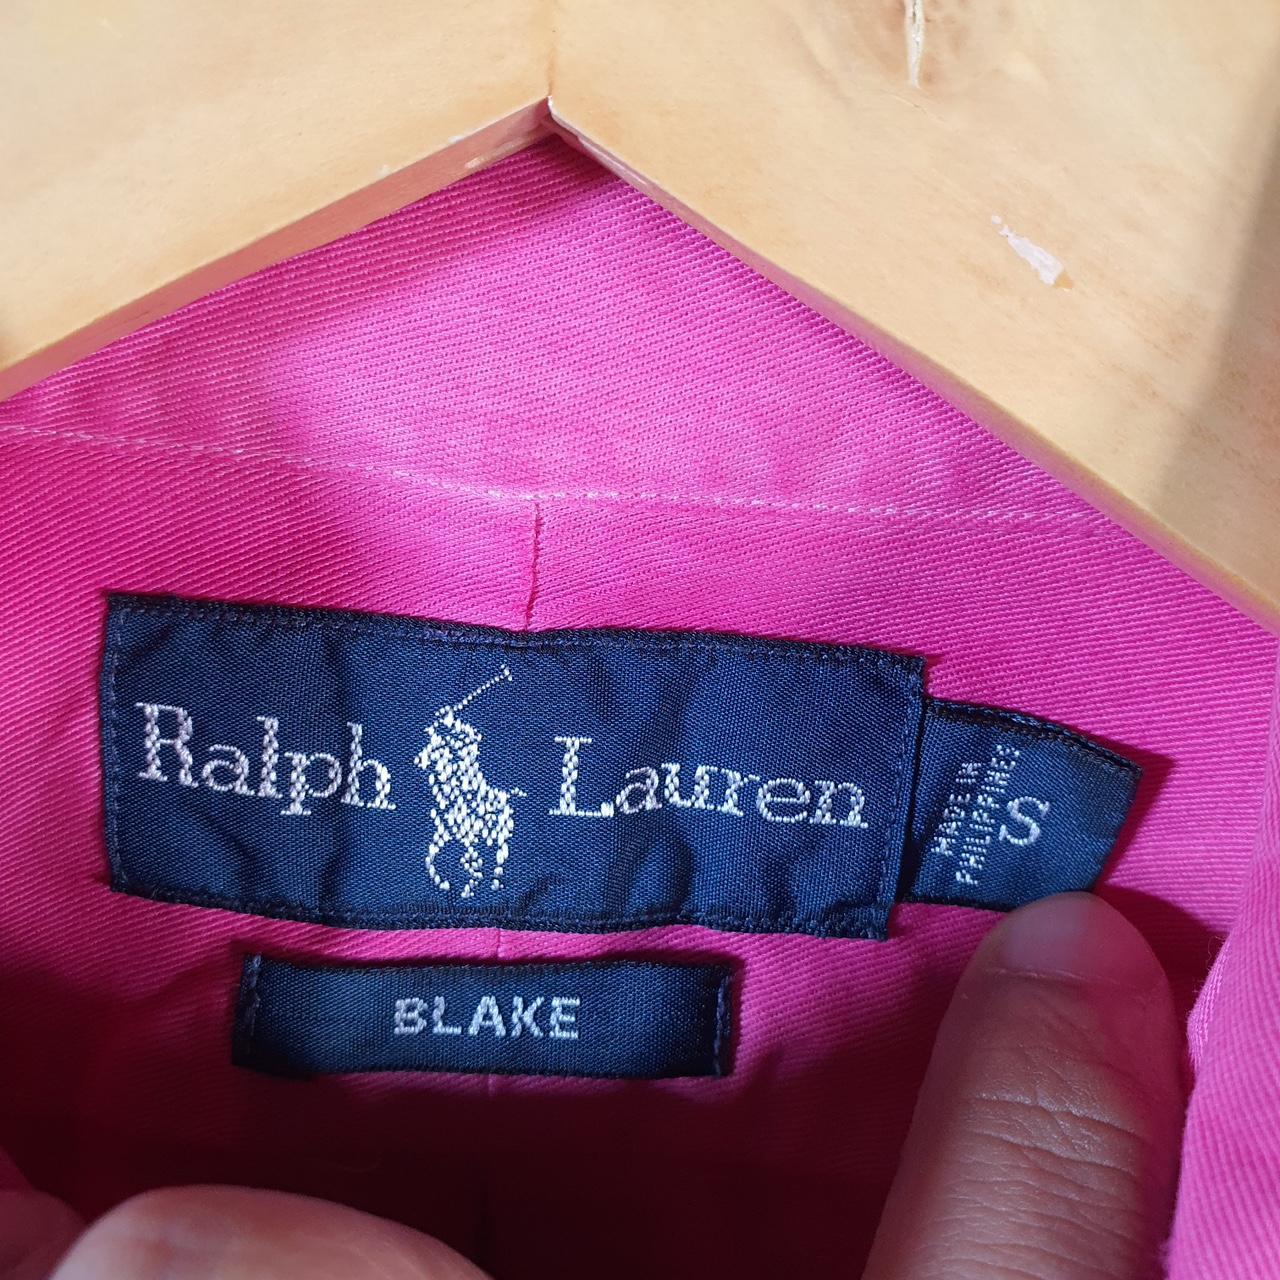 Ralph Lauren
MADE IN
PHILIPPINES
S
BLAKE